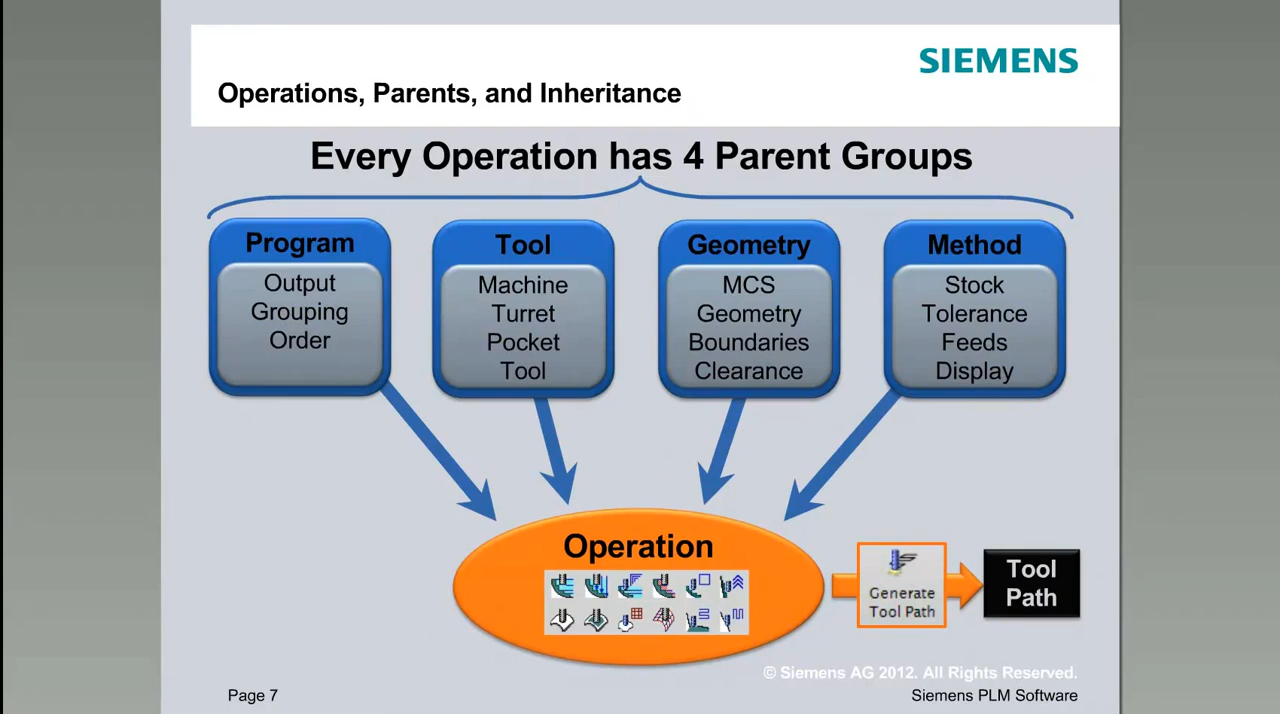 SIEMENS
Operations, Parents, and Inheritance
Every Operation has 4 Parent Groups
Program
Output
Grouping
Order
Tool
Machine
Turret
Pocket
Tool
Geometry
MCS
Geometry
Boundaries
Clearance
Method
Stock
Tolerance
Feeds
Display
Operation
Generate
Tool Path
Tool
Path
© Siemens AG 2012. All Rights Reserved.
Page 7
Siemens PLM Software